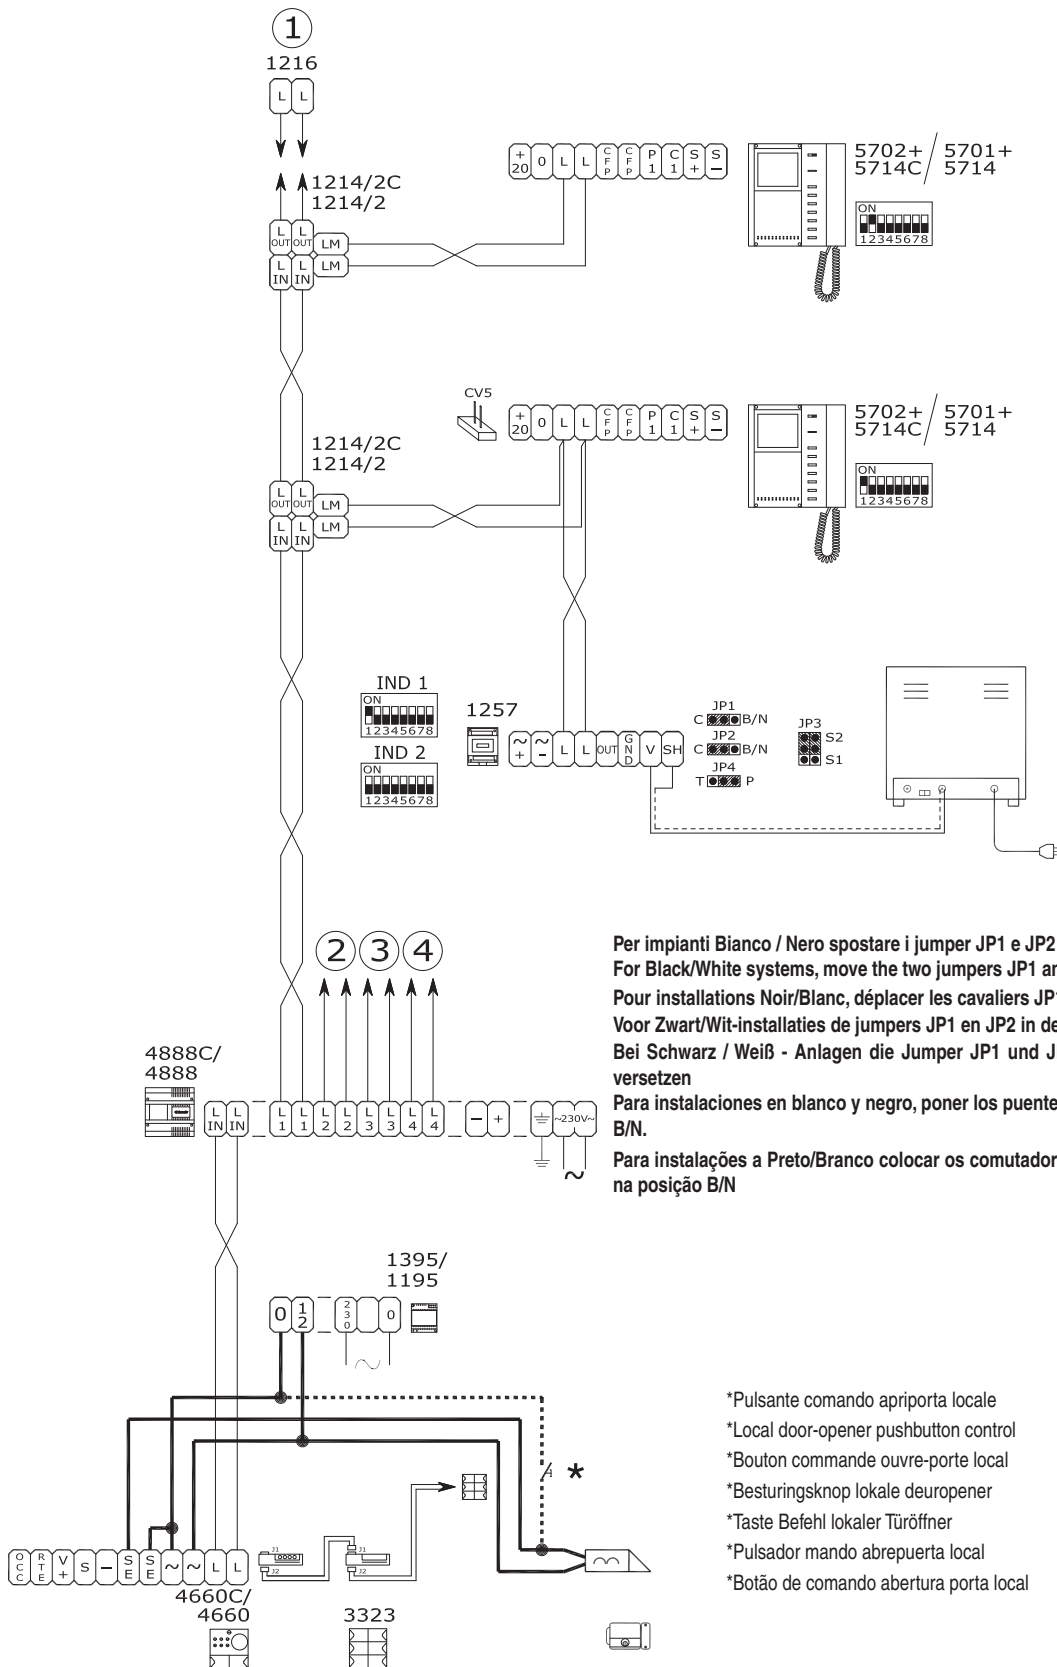 1
1216
L L
1214/2C
1214/2
L OUT L OUT LM
L IN L IN LM
+20 0 L L CFP CFP P1 C1 S+ S−
5702+ / 5701+
5714C / 5714
ON
12345678
CV5
+20 0 L L CFP CFP P1 C1 S+ S−
5702+ / 5701+
5714C / 5714
ON
12345678
1214/2C
1214/2
L OUT L OUT LM
L IN L IN LM
IND 1
ON
12345678
IND 2
ON
12345678
1257
~+ ~− L L OUT GND V SH
JP1
C B/N
JP2
C B/N
JP4
T P
JP3
S2
S1
2 3 4
Per impianti Bianco / Nero spostare i jumper JP1 e JP2
For Black/White systems, move the two jumpers JP1 an
Pour installations Noir/Blanc, déplacer les cavaliers JP1
Voor Zwart/Wit-installaties de jumpers JP1 en JP2 in de
Bei Schwarz / Weiß - Anlagen die Jumper JP1 und J
versetzen
Para instalaciones en blanco y negro, poner los puente
B/N.
Para instalações a Preto/Branco colocar os comutador
na posição B/N
4888C/
4888
L IN L IN L1 L1 L2 L2 L3 L3 L4 L4 − + ~230V~
~
1395/
1195
0 12 230 0
*
*Pulsante comando apriporta locale
*Local door-opener pushbutton control
*Bouton commande ouvre-porte local
*Besturingsknop lokale deuropener
*Taste Befehl lokaler Türöffner
*Pulsador mando abrepuerta local
*Botão de comando abertura porta local
OCC RTE V+ S − SE SE ~ ~ L L
J1
J2
J1
J2
4660C/
4660
3323